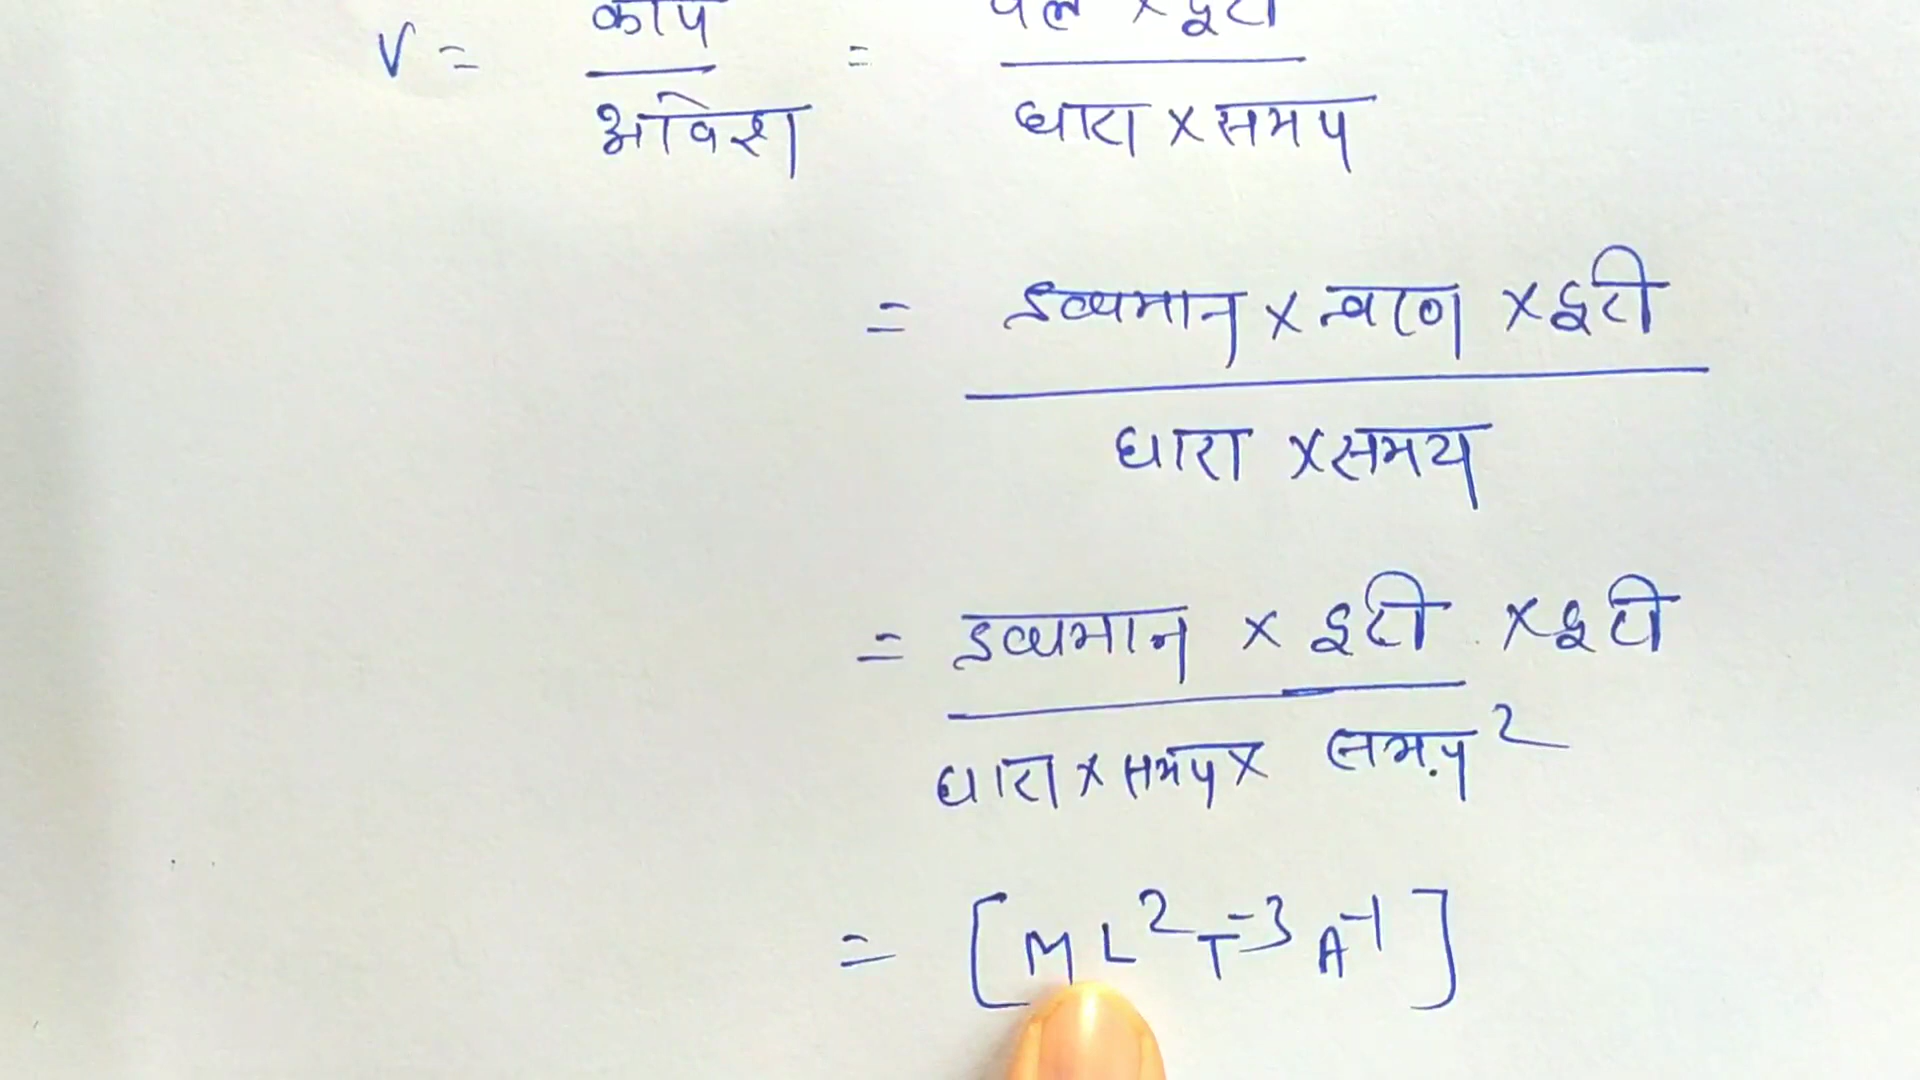 V = कार्य / आवेश = बल × दूरी / धारा × समय
= द्रव्यमान × त्वरण × दूरी / धारा × समय
= द्रव्यमान × दूरी × दूरी / धारा × समय × समय²
= [M L² T⁻³ A⁻¹]